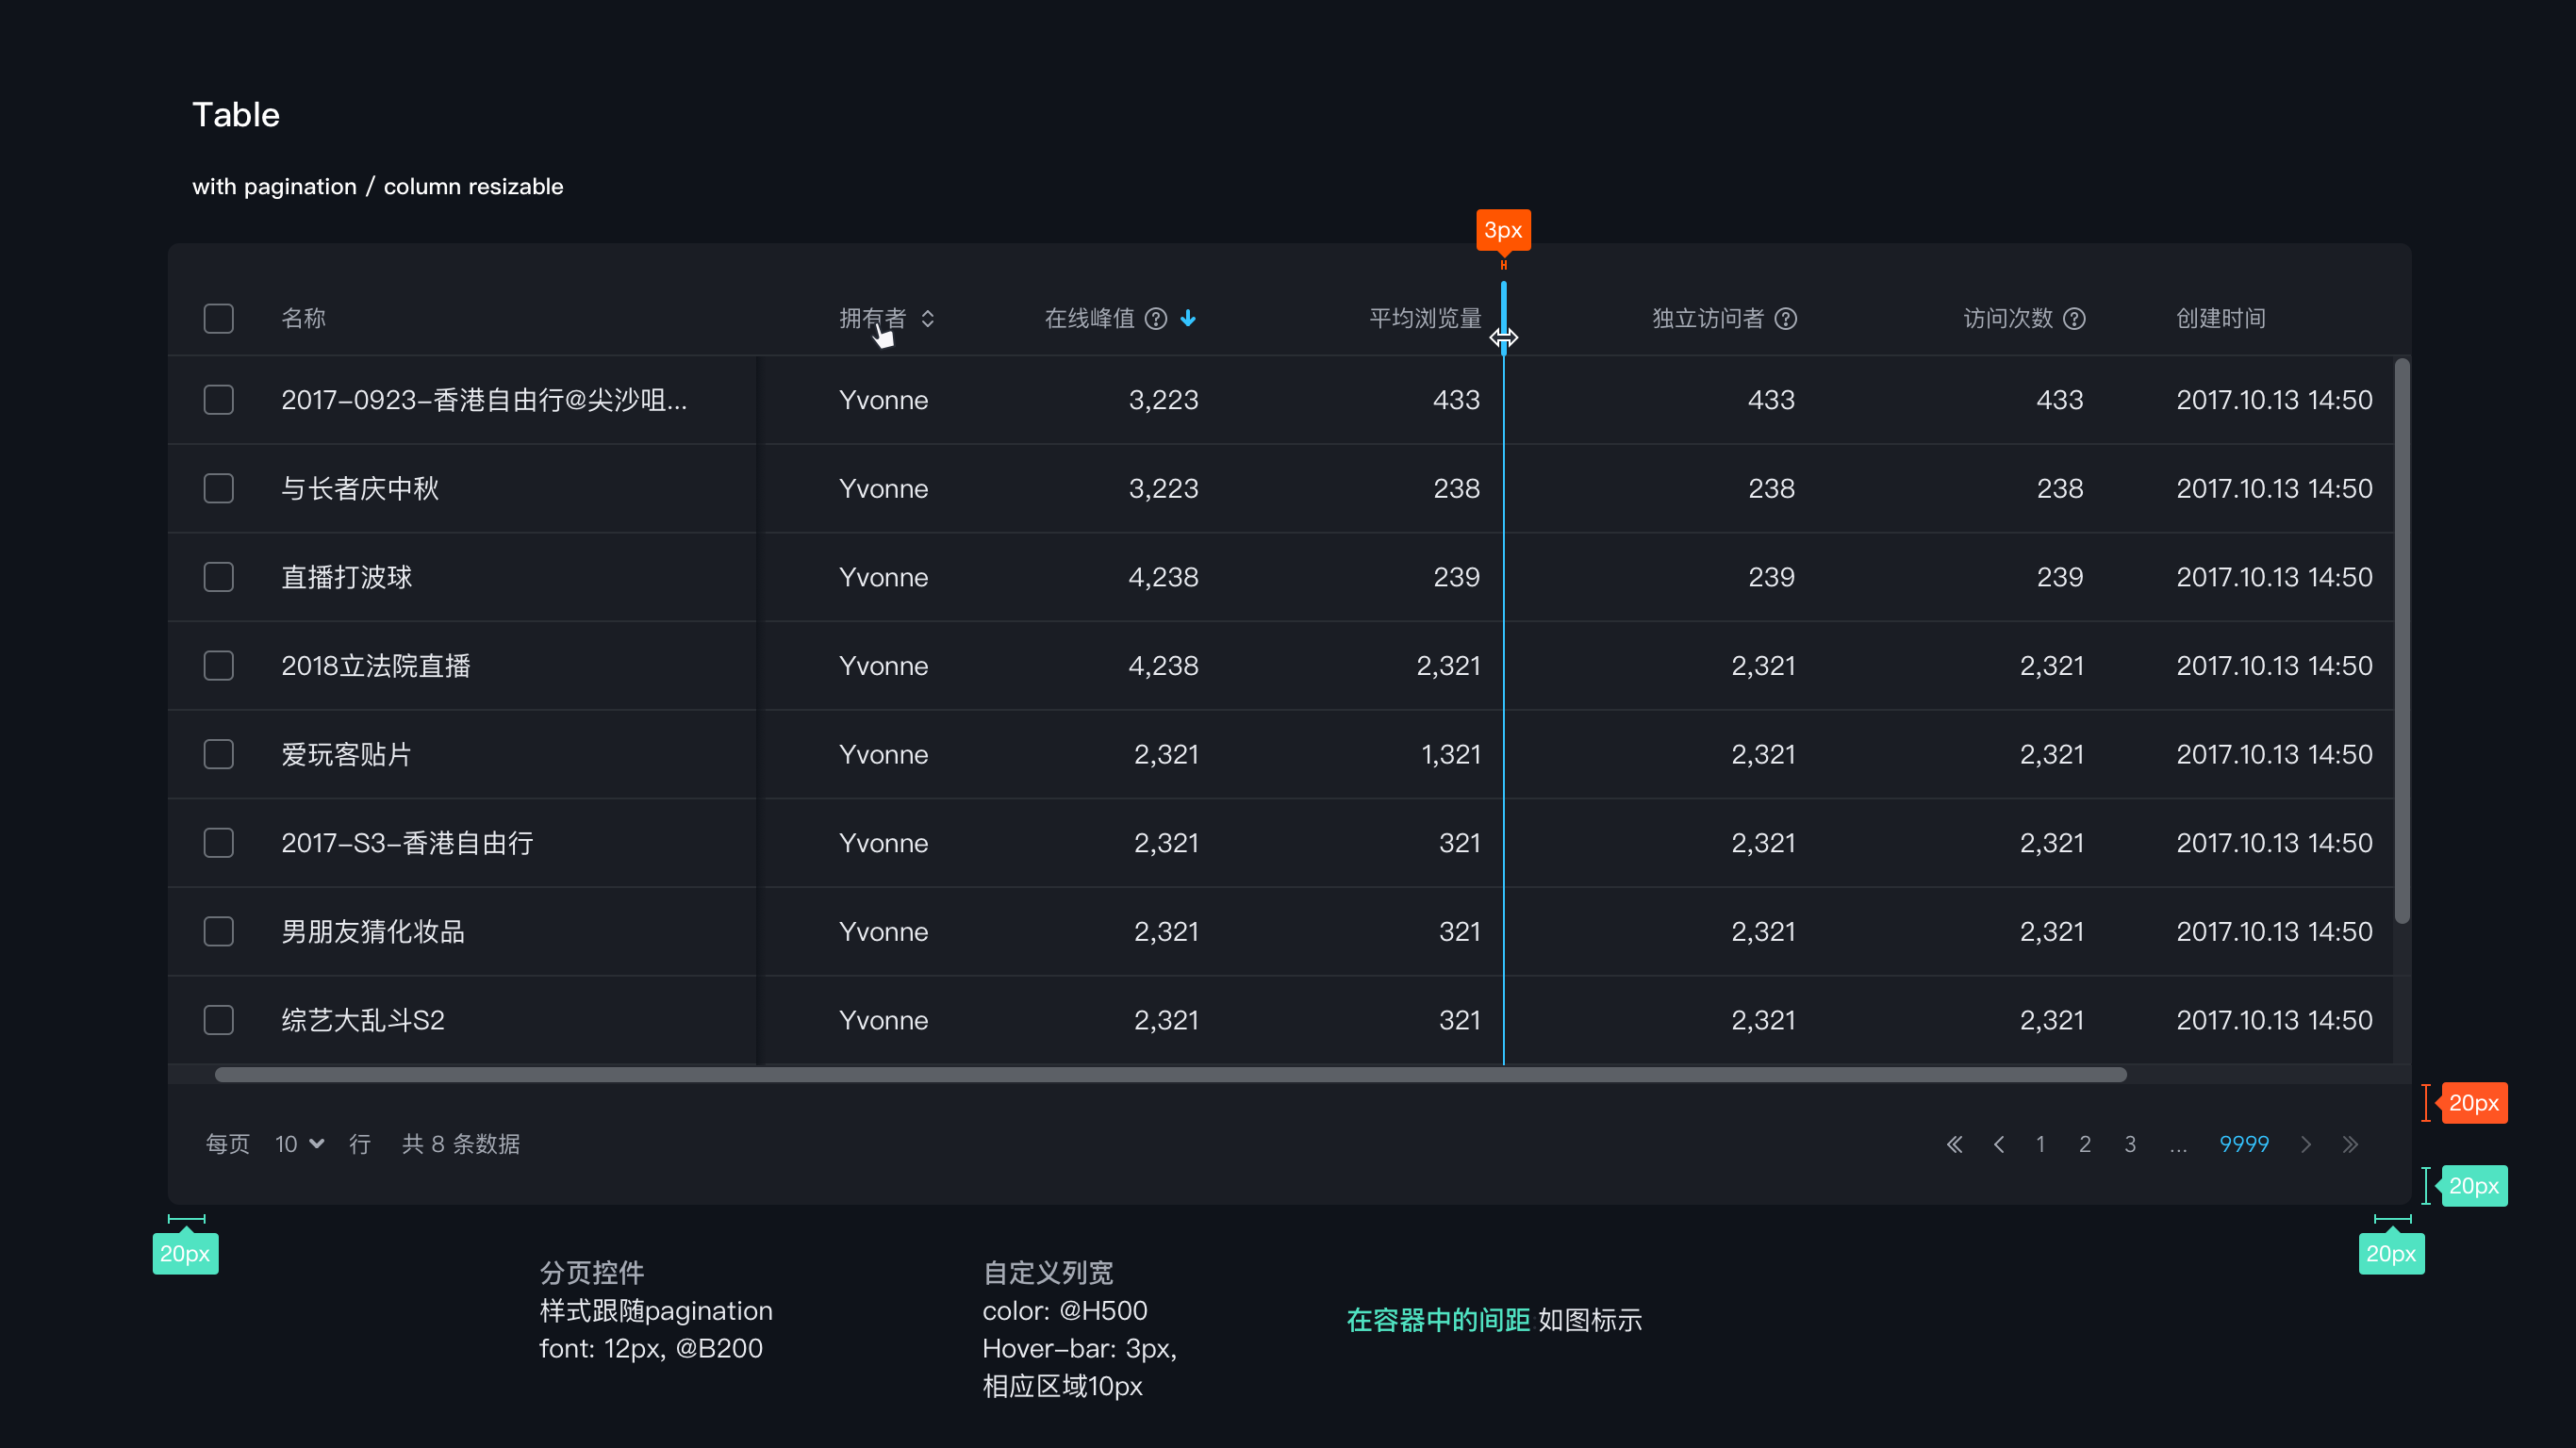 Table
with pagination / column resizable
3px
名称 拥有者 在线峰值 平均浏览量 独立访问者 访问次数 创建时间
2017-0923-香港自由行@尖沙咀... Yvonne 3,223 433 433 433 2017.10.13 14:50
与长者庆中秋 Yvonne 3,223 238 238 238 2017.10.13 14:50
直播打波球 Yvonne 4,238 239 239 239 2017.10.13 14:50
2018立法院直播 Yvonne 4,238 2,321 2,321 2,321 2017.10.13 14:50
爱玩客贴片 Yvonne 2,321 1,321 2,321 2,321 2017.10.13 14:50
2017-S3-香港自由行 Yvonne 2,321 321 2,321 2,321 2017.10.13 14:50
男朋友猜化妆品 Yvonne 2,321 321 2,321 2,321 2017.10.13 14:50
综艺大乱斗S2 Yvonne 2,321 321 2,321 2,321 2017.10.13 14:50
20px
每页 10 行 共 8 条数据 1 2 3 ... 9999
20px
20px
20px
分页控件
样式跟随pagination
font: 12px, @B200
自定义列宽
color: @H500
Hover-bar: 3px,
相应区域10px
在容器中的间距 如图标示